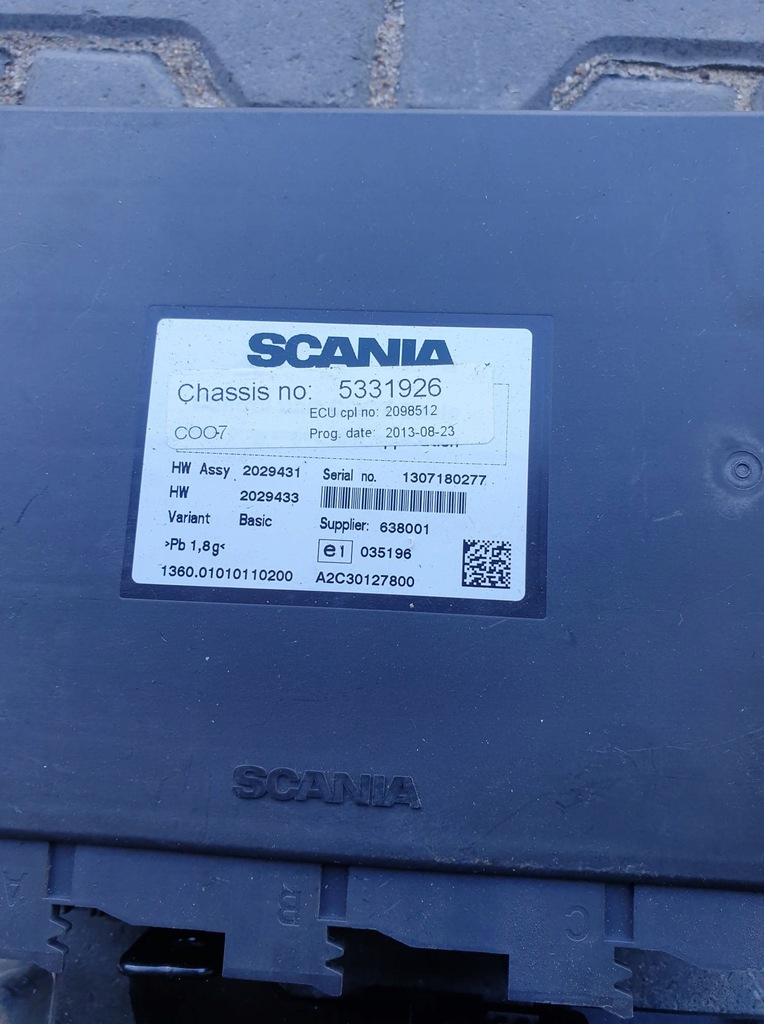 SCANIA
Chassis no: 5331926
ECU cpl no: 2098512
COO7 Prog. date: 2013-08-23
HW Assy 2029431 Serial no. 1307180277
HW 2029433
Variant Basic Supplier: 638001
>Pb 1,8g< e1 035196
1360.01010110200 A2C30127800
SCANIA
A B C